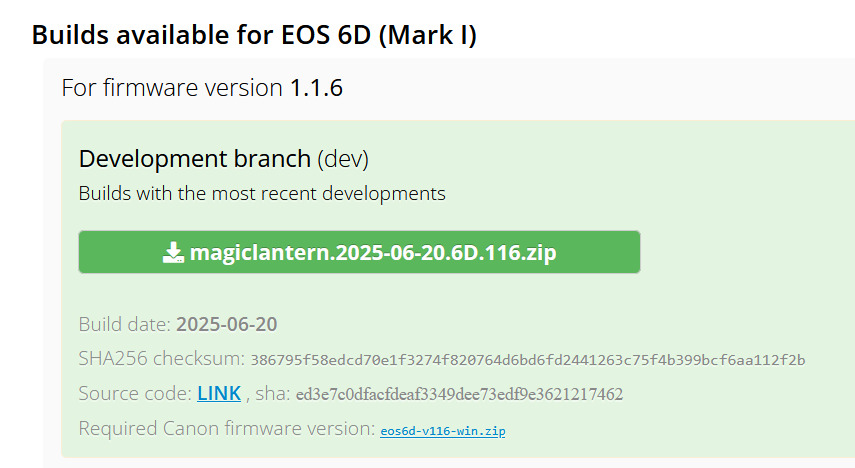 Builds available for EOS 6D (Mark I)
For firmware version 1.1.6
Development branch (dev)
Builds with the most recent developments
magiclantern.2025-06-20.6D.116.zip
Build date: 2025-06-20
SHA256 checksum: 386795f58edcd70e1f3274f820764d6bd6fd2441263c75f4b399bcf6aa112f2b
Source code: LINK , sha: ed3e7c0dfacfdeaf3349dee73edf9e3621217462
Required Canon firmware version: eos6d-v116-win.zip